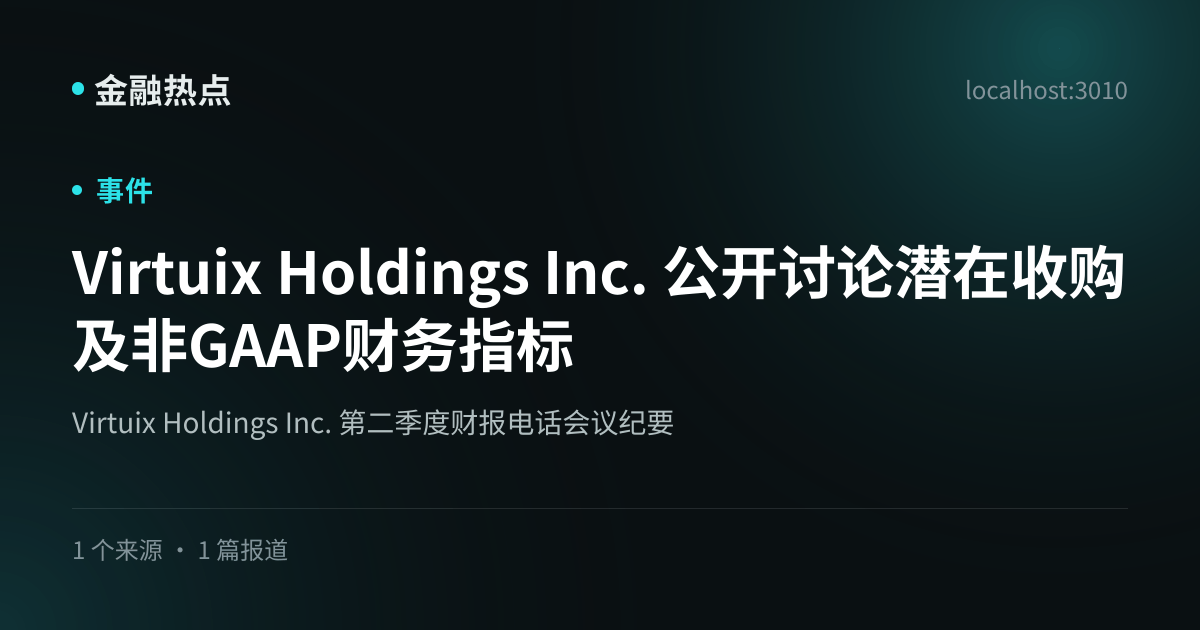 金融热点
localhost:3010
事件
Virtuix Holdings Inc. 公开讨论潜在收购
及非GAAP财务指标
Virtuix Holdings Inc. 第二季度财报电话会议纪要
1 个来源 • 1 篇报道